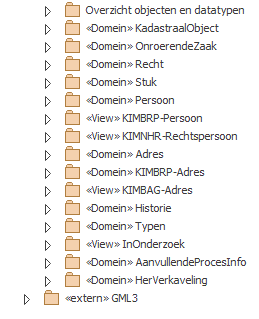 Overzicht objecten en datatypen
«Domein» KadastraalObject
«Domein» OnroerendeZaak
«Domein» Recht
«Domein» Stuk
«Domein» Persoon
«View» KIMBRP-Persoon
«View» KIMNHR-Rechtspersoon
«Domein» Adres
«Domein» KIMBRP-Adres
«View» KIMBAG-Adres
«Domein» Historie
«Domein» Typen
«View» InOnderzoek
«Domein» AanvullendeProcesInfo
«Domein» HerVerkaveling
«extern» GML3